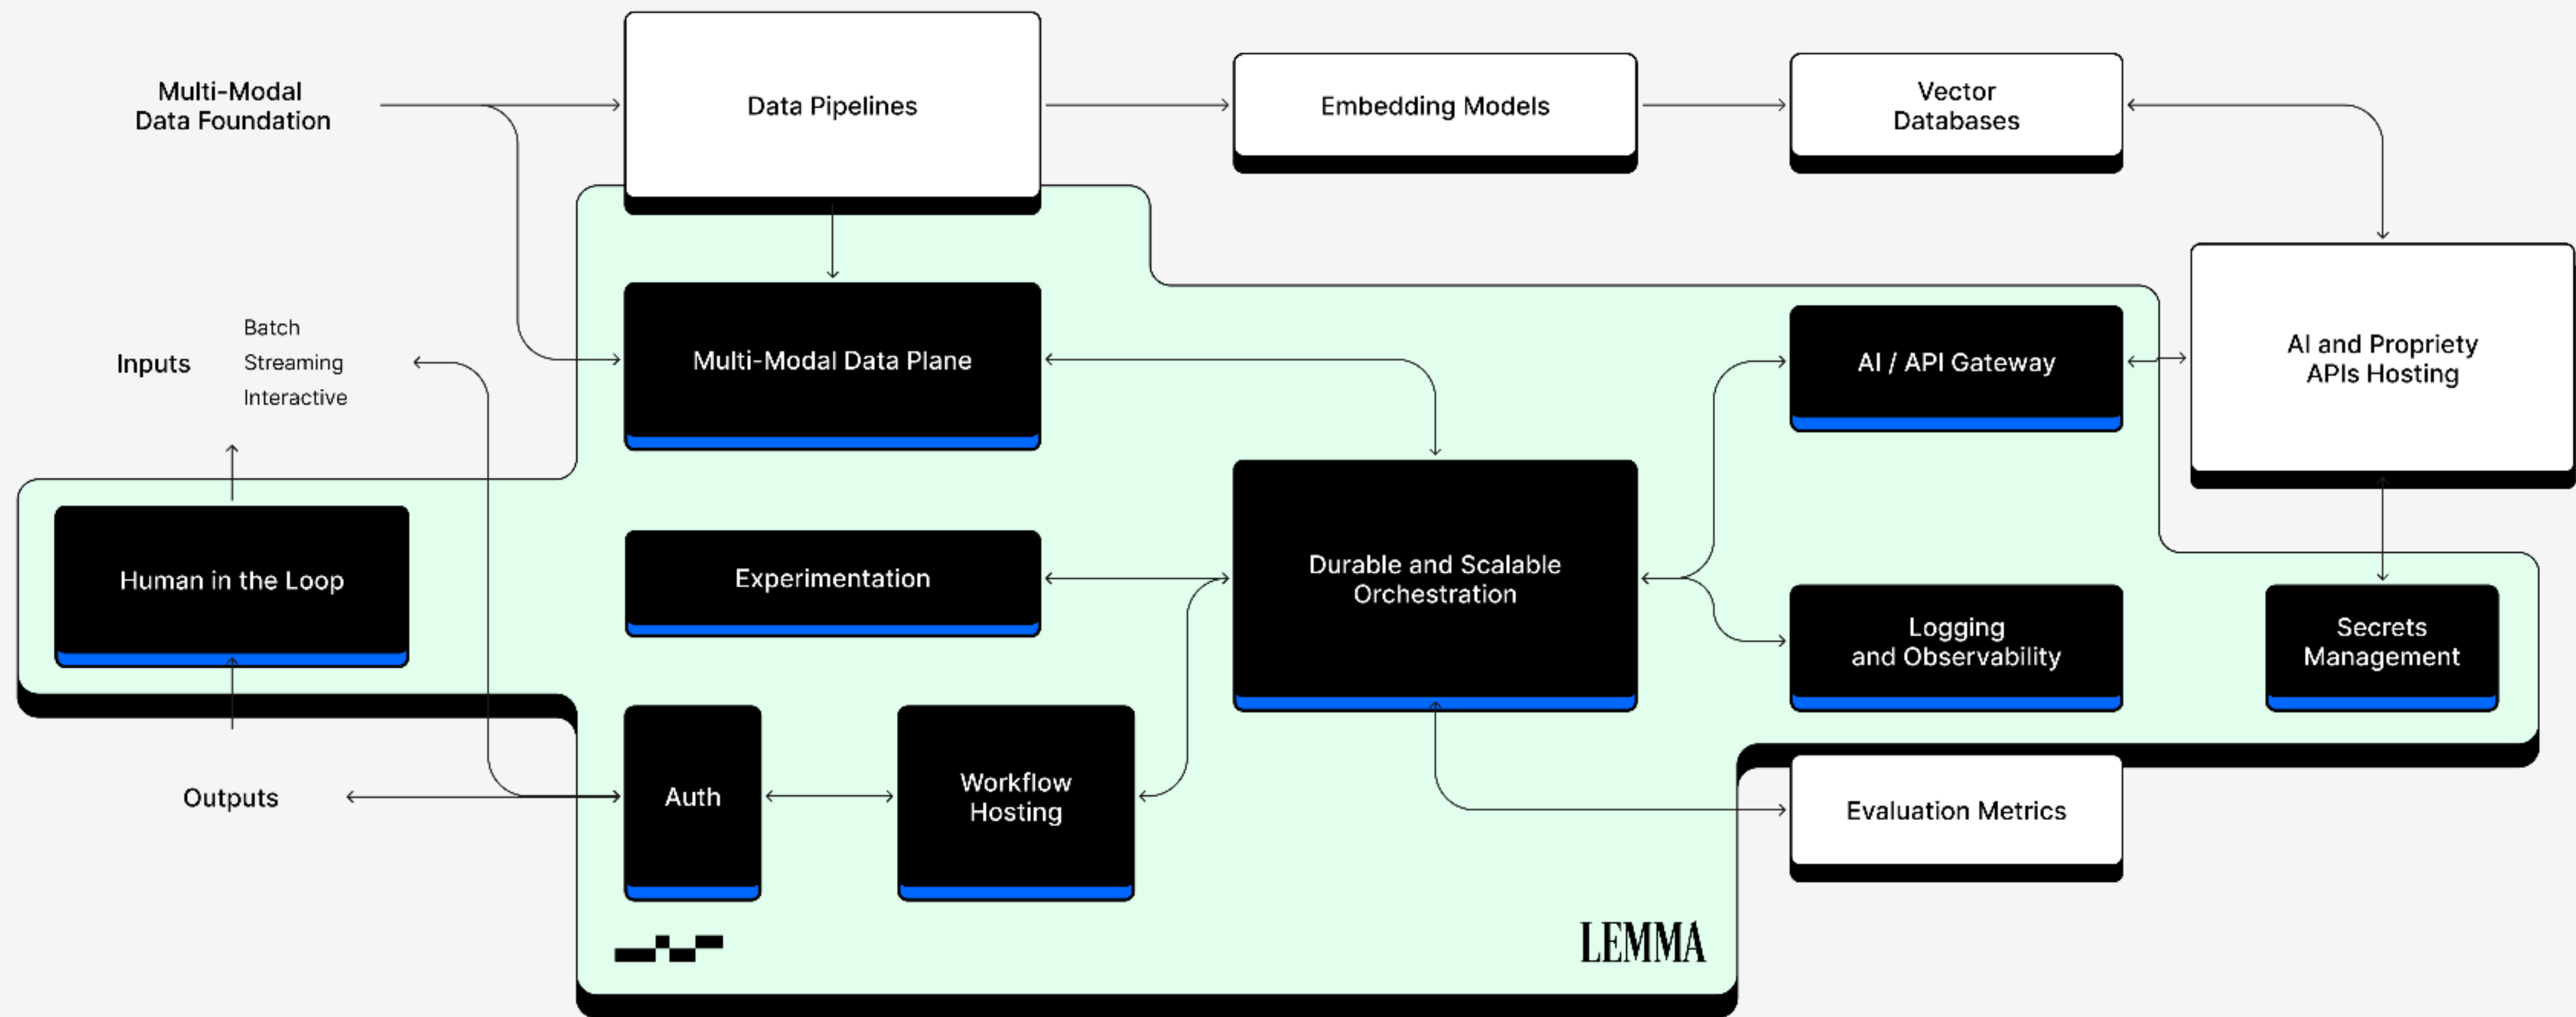 Multi-Modal
Data Foundation
Data Pipelines
Embedding Models
Vector
Databases
Inputs
Batch
Streaming
Interactive
Multi-Modal Data Plane
AI / API Gateway
AI and Propriety
APIs Hosting
Human in the Loop
Experimentation
Durable and Scalable
Orchestration
Logging
and Observability
Secrets
Management
Outputs
Auth
Workflow
Hosting
Evaluation Metrics
LEMMA